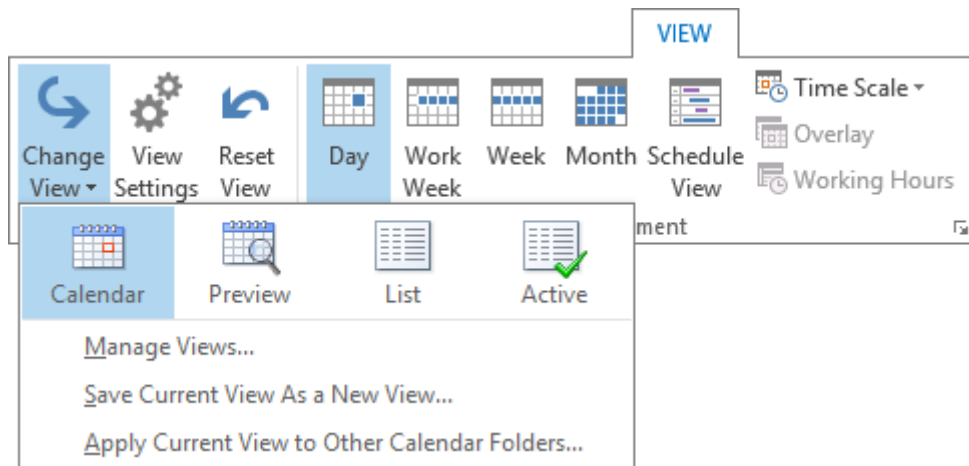 VIEW
Change View
View Settings
Reset View
Day
Work Week
Week
Month
Schedule View
Time Scale
Overlay
Working Hours
ment
Calendar
Preview
List
Active
Manage Views...
Save Current View As a New View...
Apply Current View to Other Calendar Folders...